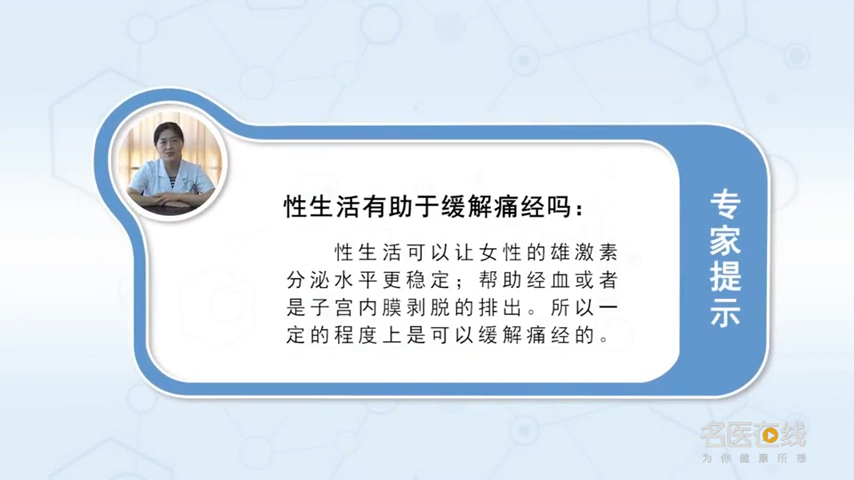 性生活有助于缓解痛经吗：
性生活可以让女性的雄激素
分泌水平更稳定；帮助经血或者
是子宫内膜剥脱的排出。所以一
定的程度上是可以缓解痛经的。
专家提示
名医在线
为你健康所想